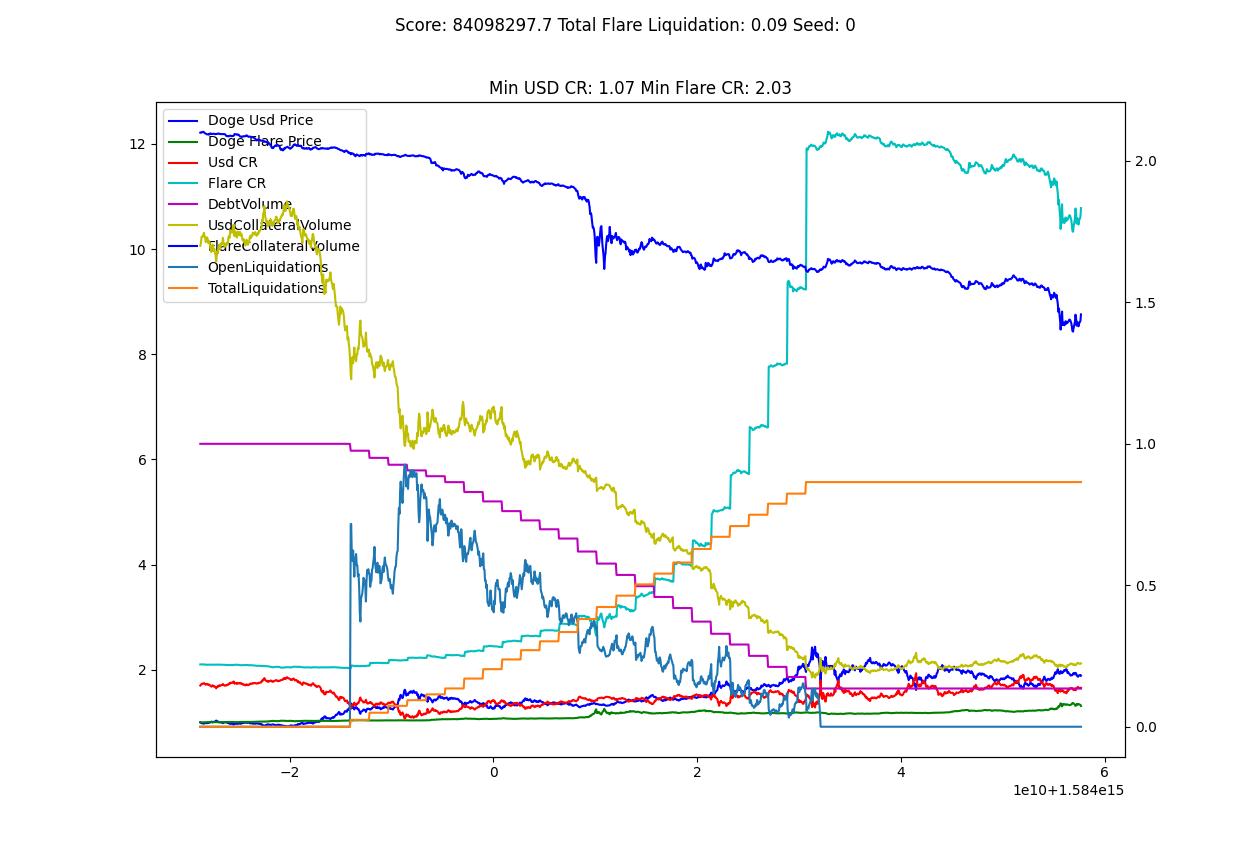 Score: 84098297.7 Total Flare Liquidation: 0.09 Seed: 0
Min USD CR: 1.07 Min Flare CR: 2.03
Doge Usd Price
Doge Flare Price
Usd CR
Flare CR
DebtVolume
UsdCollateralVolume
FlareCollateralVolume
OpenLiquidations
TotalLiquidations
12
10
8
6
4
2
2.0
1.5
1.0
0.5
0.0
−2
0
2
4
6
1e10+1.584e15